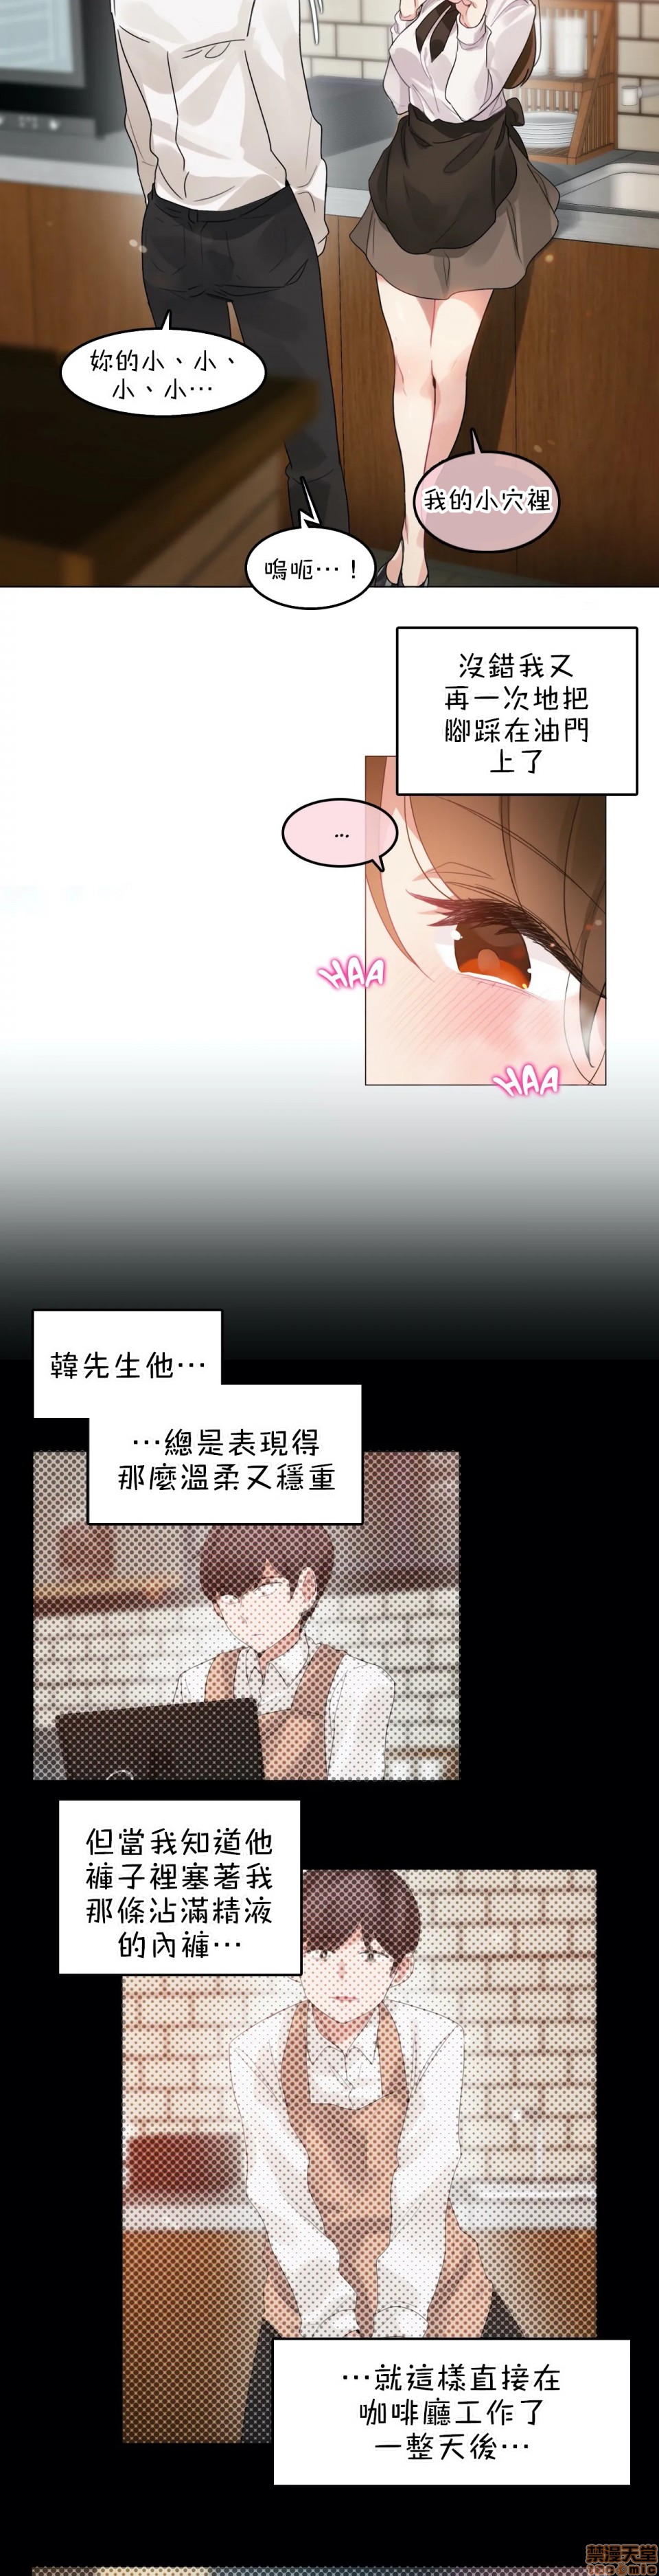 妳的小、小、
小、小…
我的小穴裡
嗚呃…！
沒錯我又
再一次地把
腳踩在油門
上了
...
HAA
HAA
韓先生他…
…總是表現得
那麼溫柔又穩重
但當我知道他
褲子裡塞著我
那條沾滿精液
的內褲…
…就這樣直接在
咖啡廳工作了
一整天後…
禁漫天堂
18comic.vip